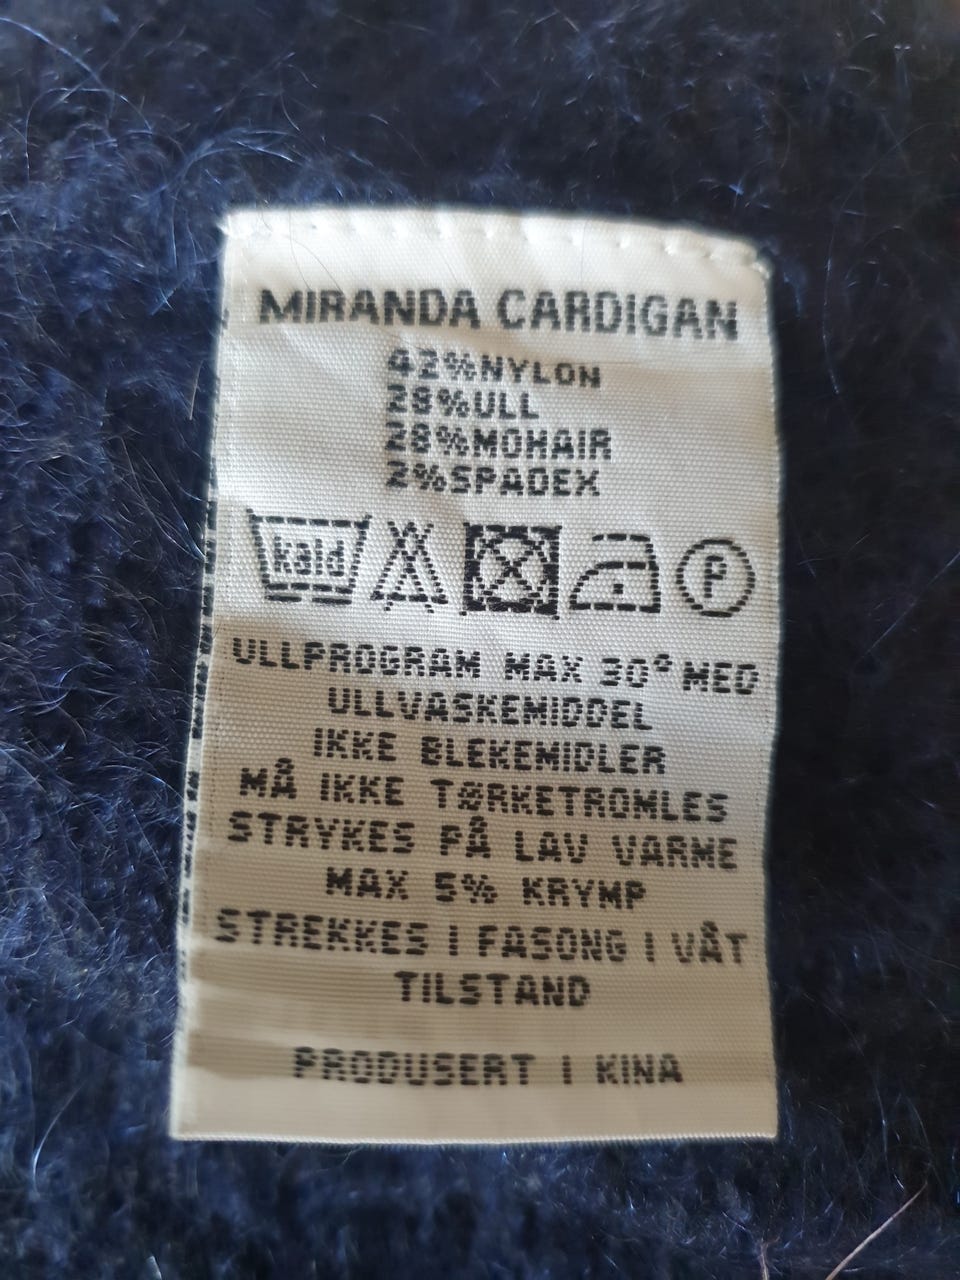 MIRANDA CARDIGAN
42%NYLON
28%ULL
28%MOHAIR
2%SPADEX
kald
P
ULLPROGRAM MAX 30° MED
ULLVASKEMIDDEL
IKKE BLEKEMIDLER
MÅ IKKE TØRKETROMLES
STRYKES PÅ LAV VARME
MAX 5% KRYMP
STREKKES I FASONG I VÅT
TILSTAND
PRODUSERT I KINA